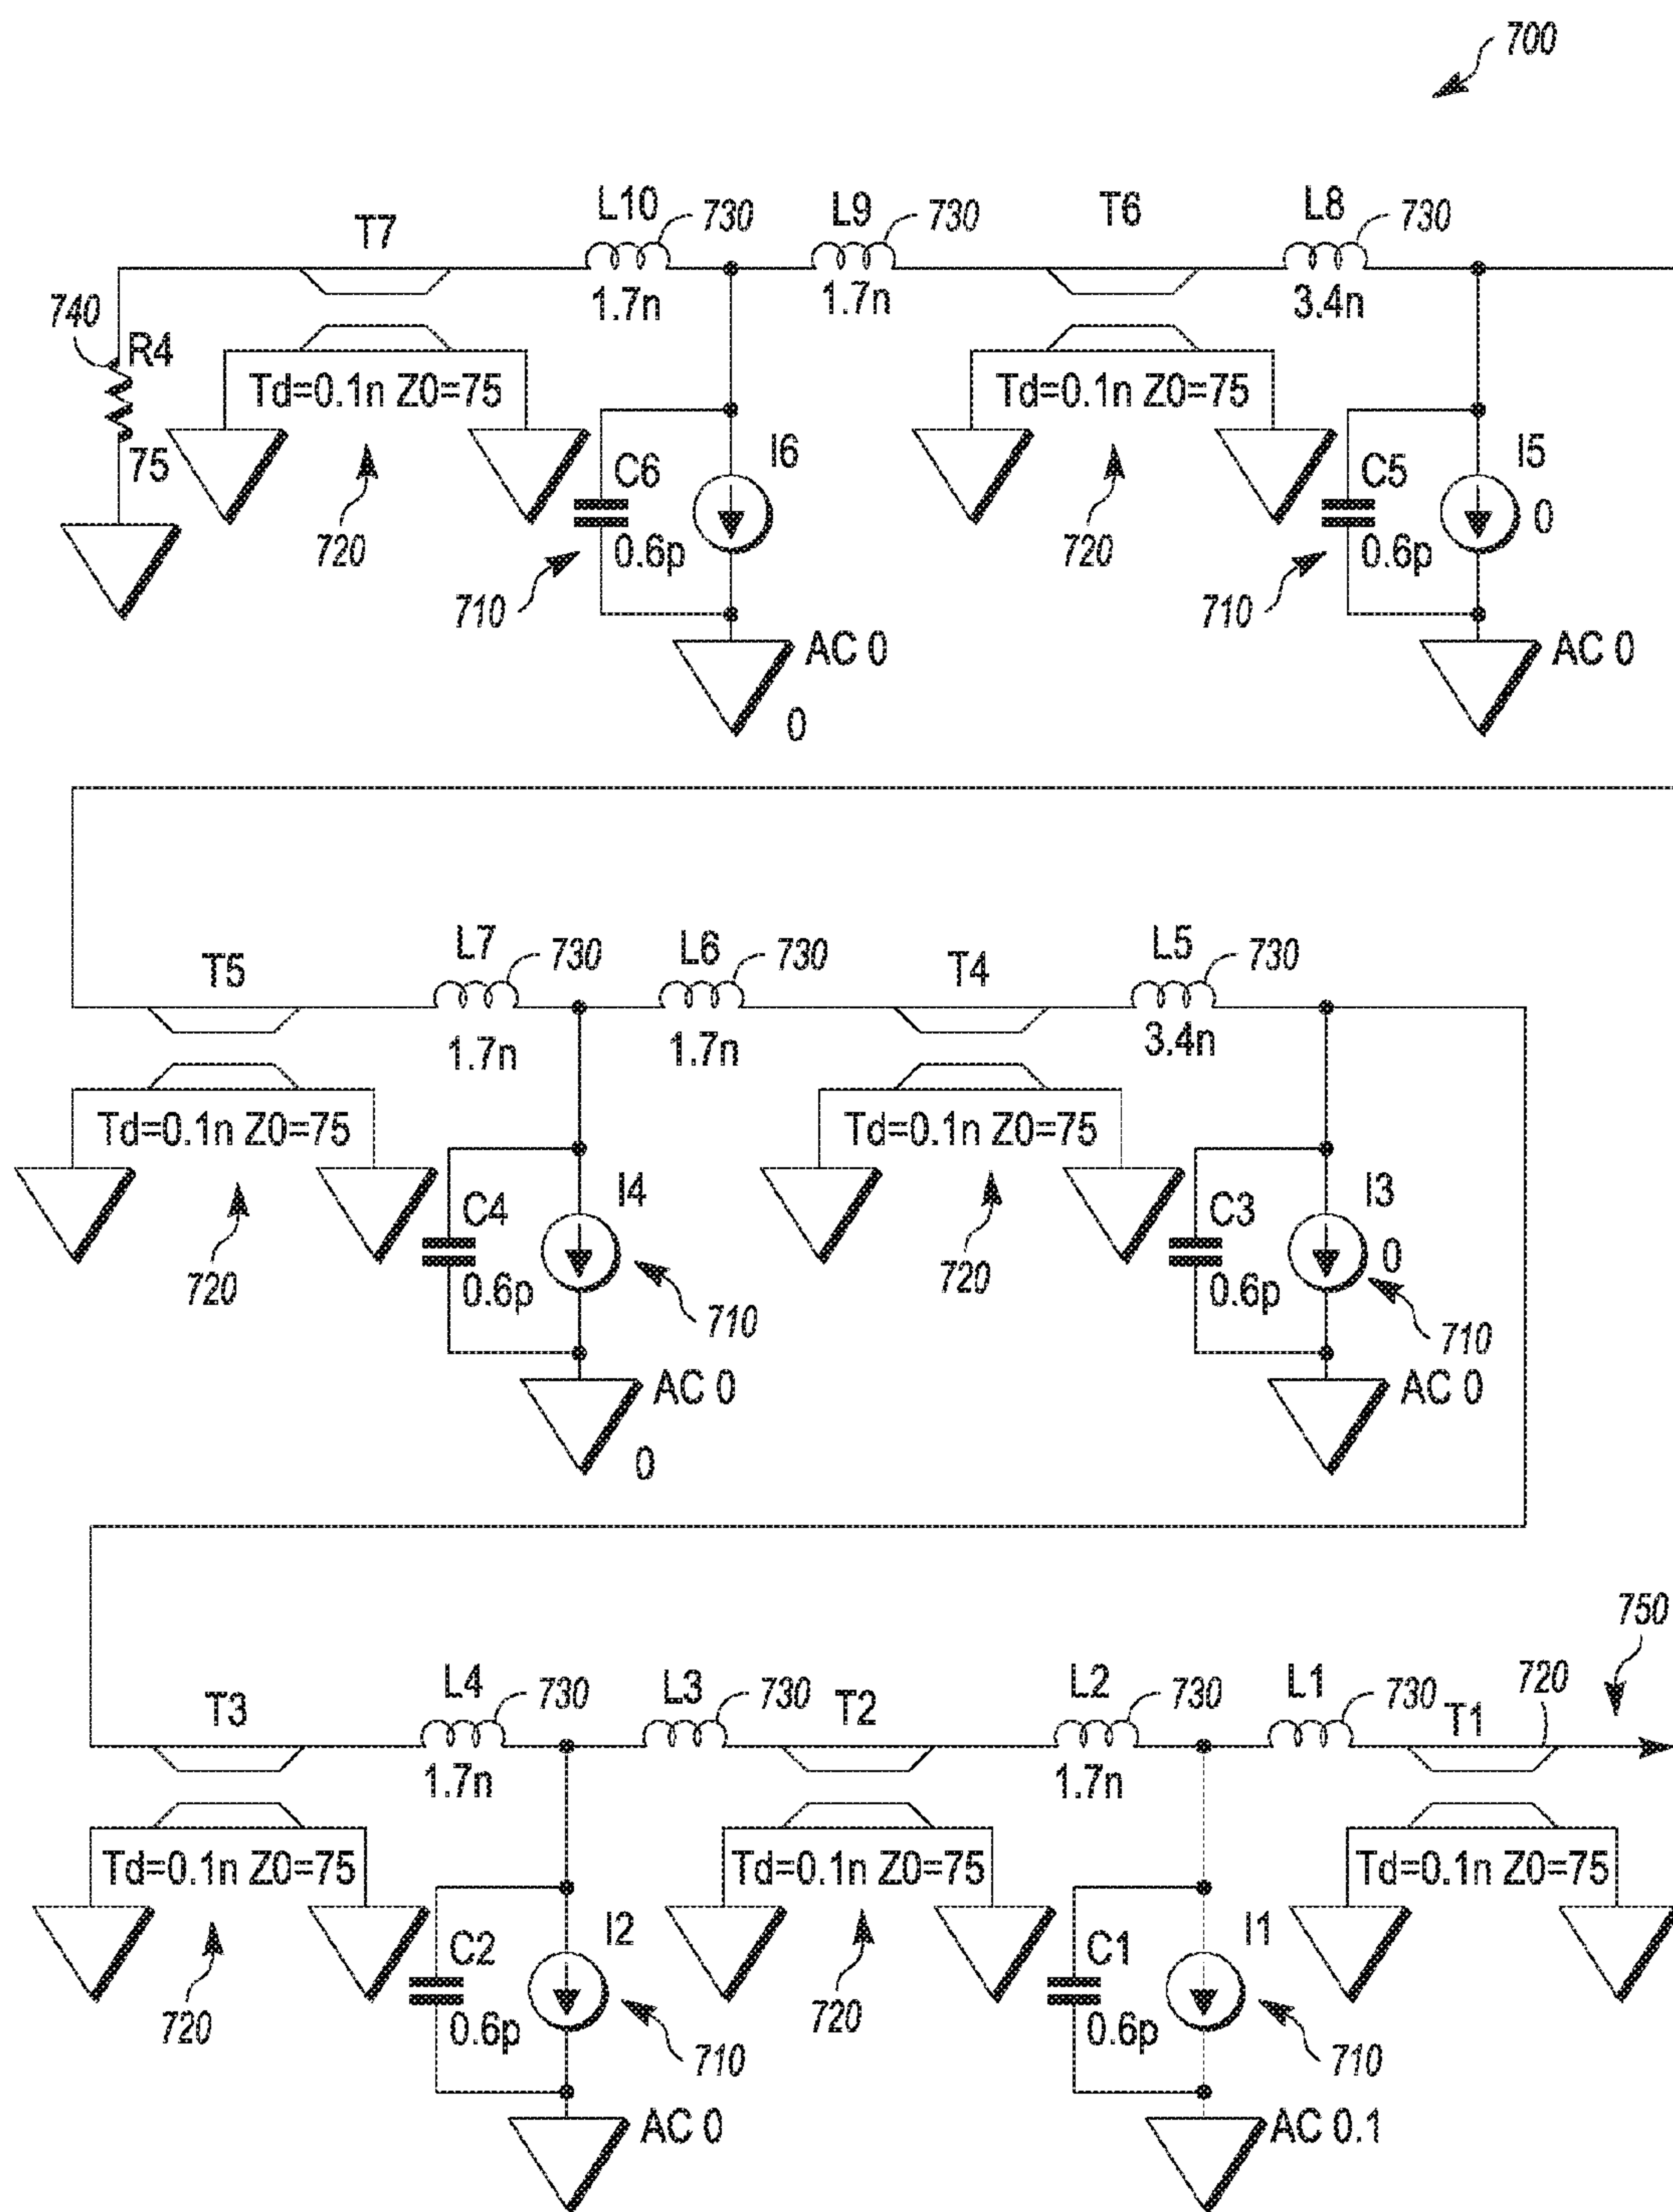 700
L10 730 L9 730 T6 L8 730
T7
1.7n 1.7n 3.4n
740 R4
Td=0.1n Z0=75 Td=0.1n Z0=75
75 C6 I6 C5 I5
0
720 0.6p 720 0.6p
710 710
AC 0 AC 0
0
L7 730 L6 730 T4 L5 730
T5
1.7n 1.7n 3.4n
Td=0.1n Z0=75 Td=0.1n Z0=75
C4 I4 C3 I3
0
720 0.6p 720 0.6p
710 710
AC 0 AC 0
0
750
L4 730 L3 730 L2 730 L1 730 720
T3 T2 T1
1.7n 1.7n
Td=0.1n Z0=75 Td=0.1n Z0=75 Td=0.1n Z0=75
C2 I2 C1 I1
720 0.6p 720 0.6p
710 710
AC 0 AC 0.1